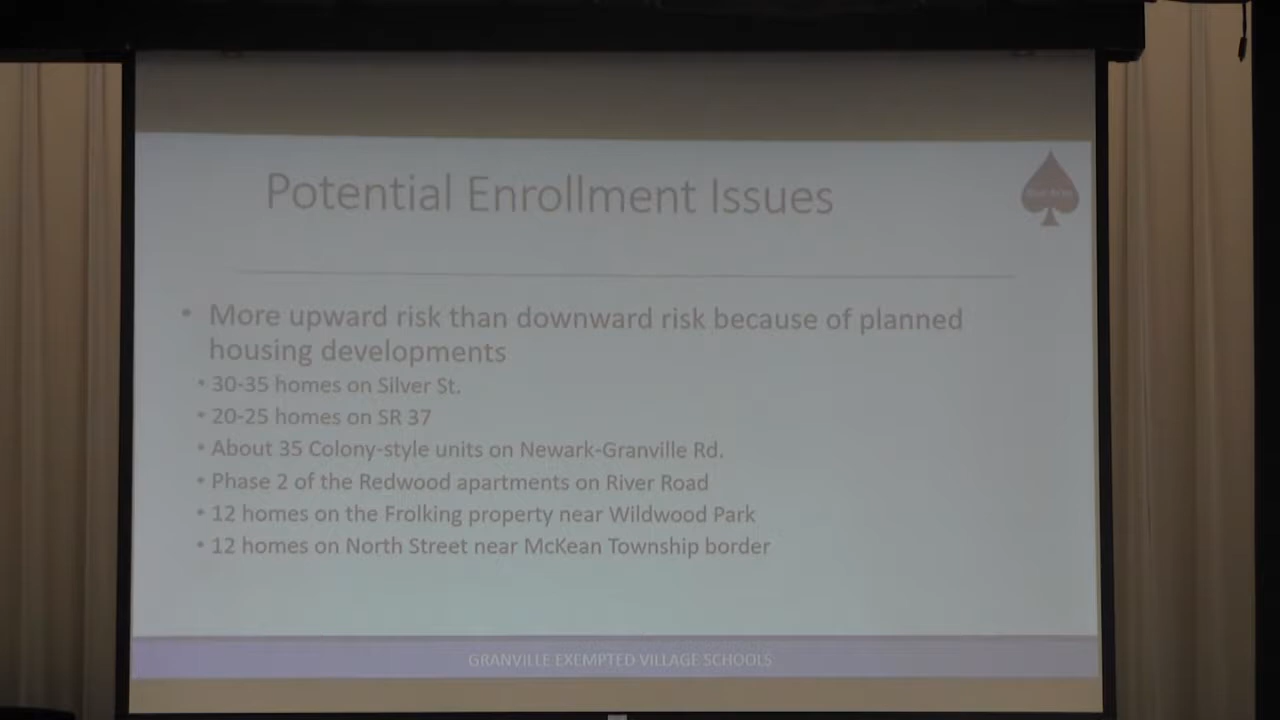 Potential Enrollment Issues
• More upward risk than downward risk because of planned
housing developments
• 30-35 homes on Silver St.
• 20-25 homes on SR 37
• About 35 Colony-style units on Newark-Granville Rd.
• Phase 2 of the Redwood apartments on River Road
• 12 homes on the Frolking property near Wildwood Park
• 12 homes on North Street near McKean Township border
GRANVILLE EXEMPTED VILLAGE SCHOOLS